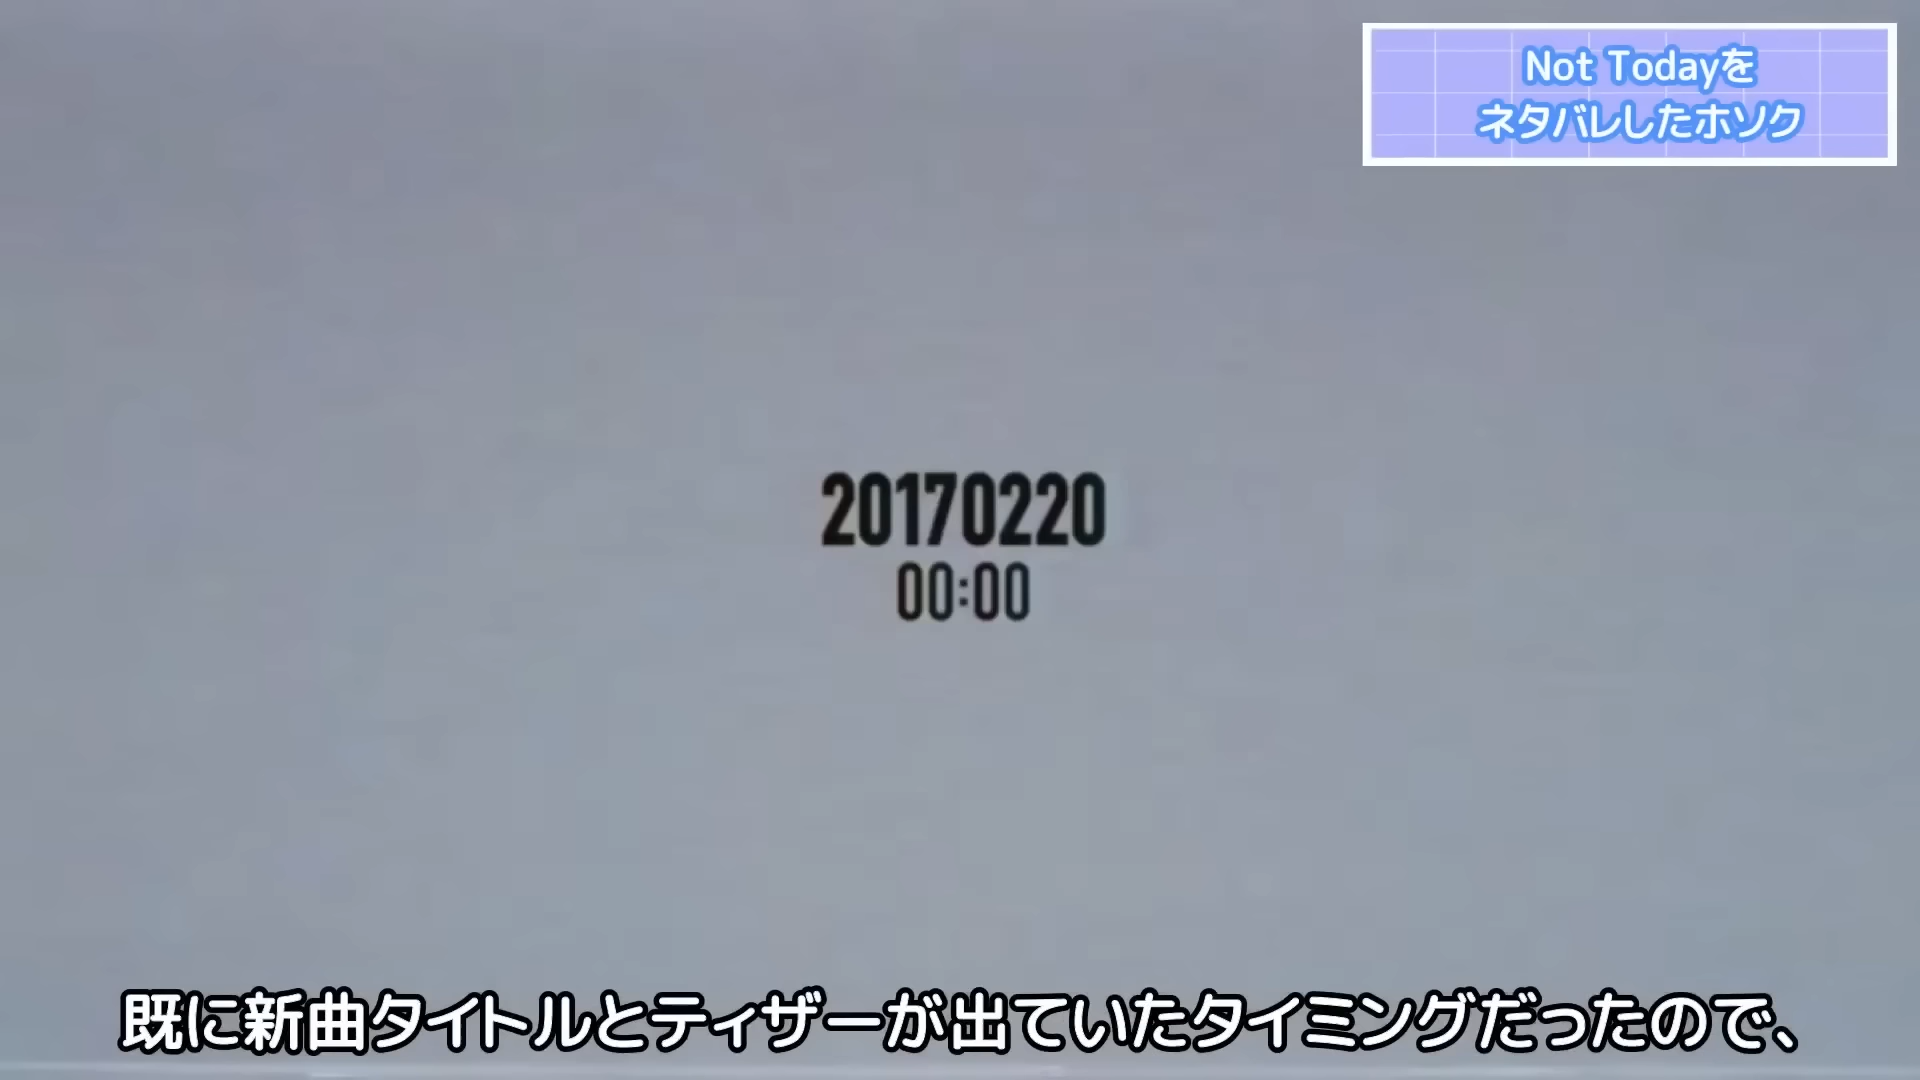 Not Todayを
ネタバレしたホソク
20170220
00:00
既に新曲タイトルとティザーが出ていたタイミングだったので、